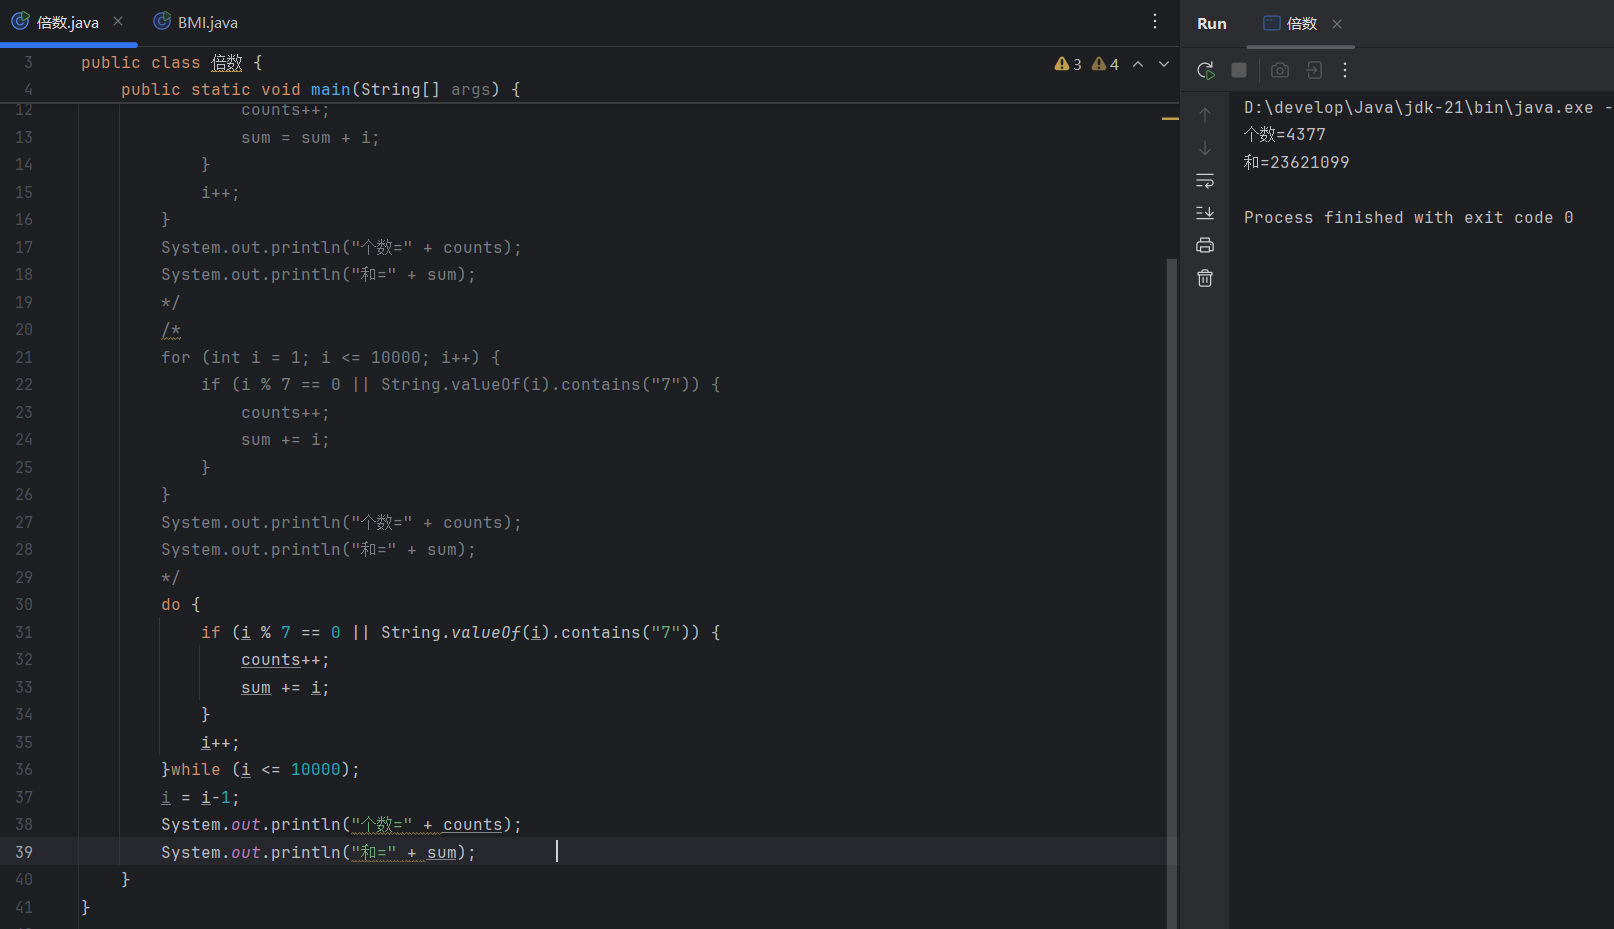 倍数.java
BMI.java
Run
倍数
3 public class 倍数 {
3 4
4 public static void main(String[] args) {
12 counts++;
13 sum = sum + i;
14 }
15 i++;
16 }
17 System.out.println("个数=" + counts);
18 System.out.println("和=" + sum);
19 */
20 /*
21 for (int i = 1; i <= 10000; i++) {
22 if (i % 7 == 0 || String.valueOf(i).contains("7")) {
23 counts++;
24 sum += i;
25 }
26 }
27 System.out.println("个数=" + counts);
28 System.out.println("和=" + sum);
29 */
30 do {
31 if (i % 7 == 0 || String.valueOf(i).contains("7")) {
32 counts++;
33 sum += i;
34 }
35 i++;
36 }while (i <= 10000);
37 i = i-1;
38 System.out.println("个数=" + counts);
39 System.out.println("和=" + sum);
40 }
41 }
D:\develop\Java\jdk-21\bin\java.exe -
个数=4377
和=23621099
Process finished with exit code 0